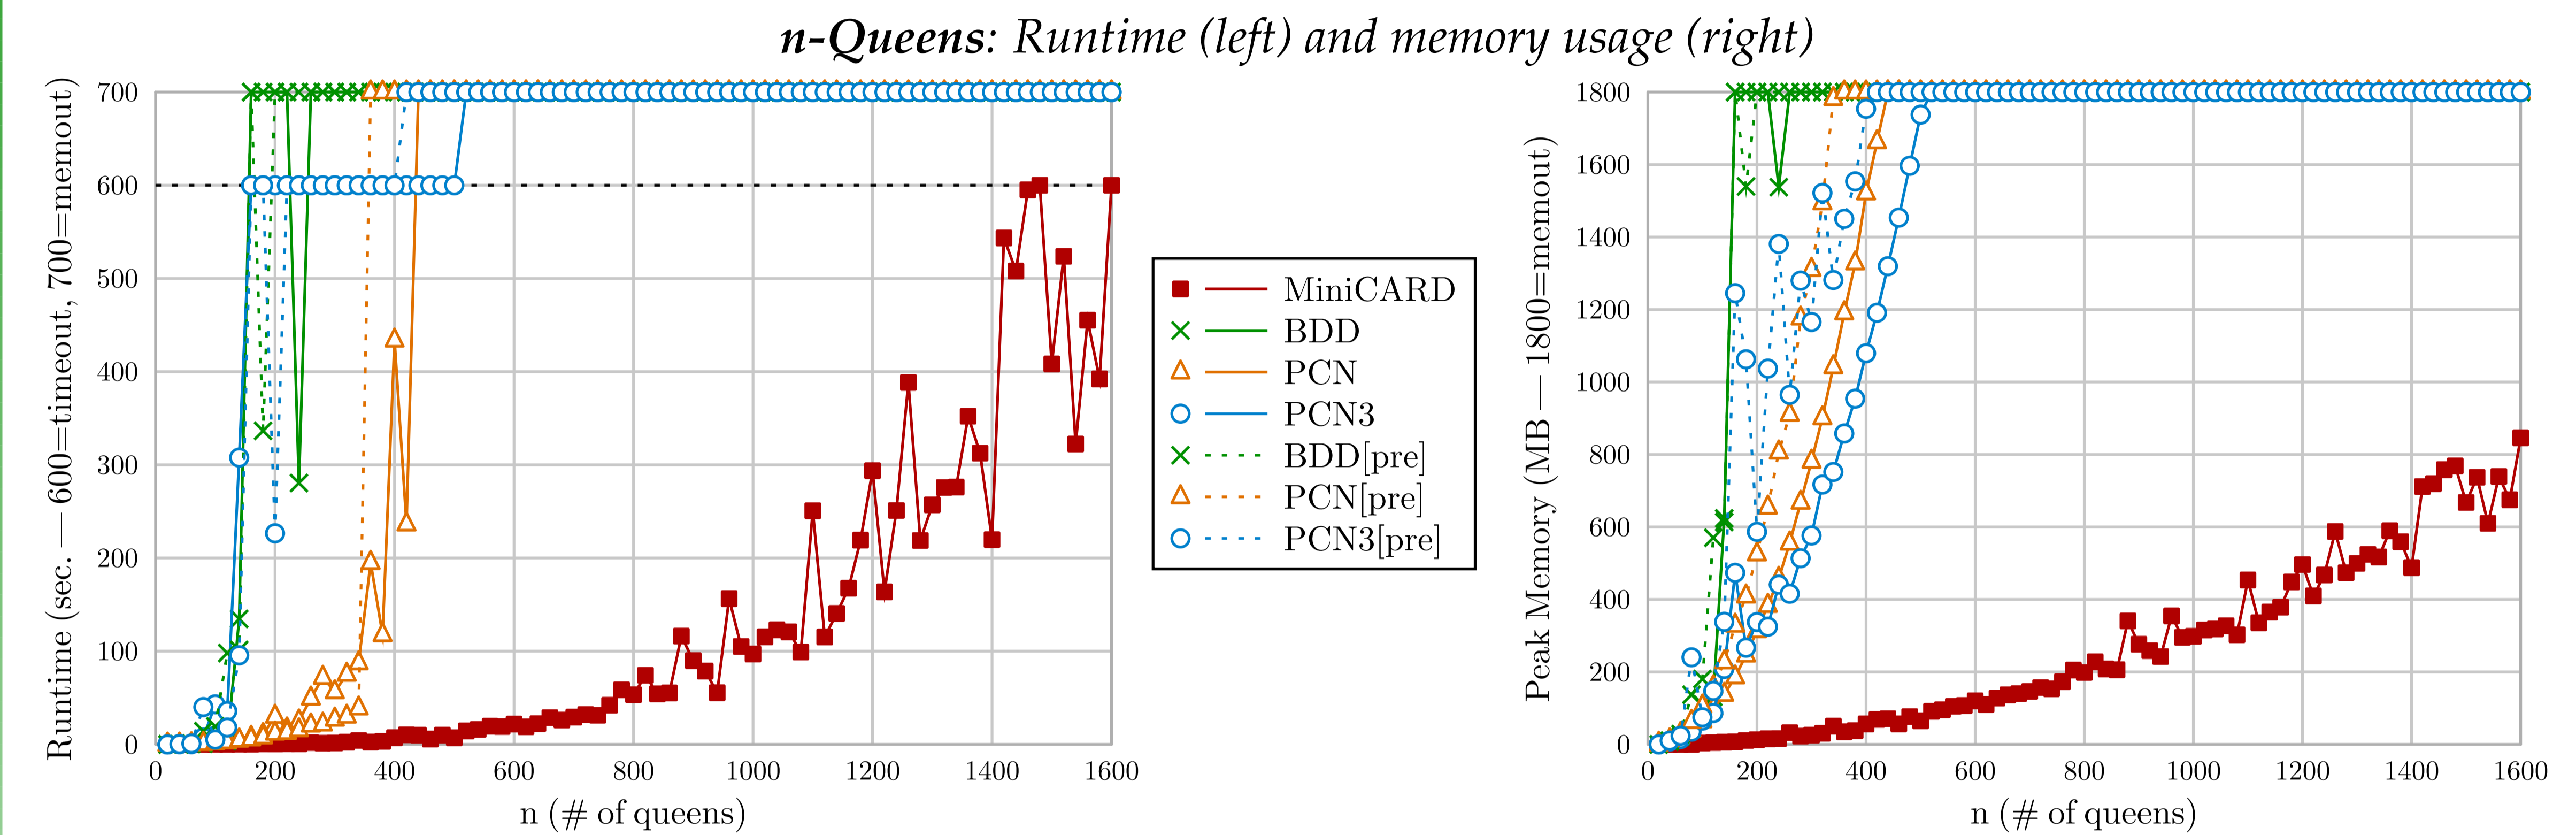 n-Queens: Runtime (left) and memory usage (right)
Runtime (sec. — 600=timeout, 700=memout)
700
600
500
400
300
200
100
0
0 200 400 600 800 1000 1200 1400 1600
n (# of queens)
MiniCARD
BDD
PCN
PCN3
BDD[pre]
PCN[pre]
PCN3[pre]
Peak Memory (MB — 1800=memout)
1800
1600
1400
1200
1000
800
600
400
200
0
0 200 400 600 800 1000 1200 1400 1600
n (# of queens)